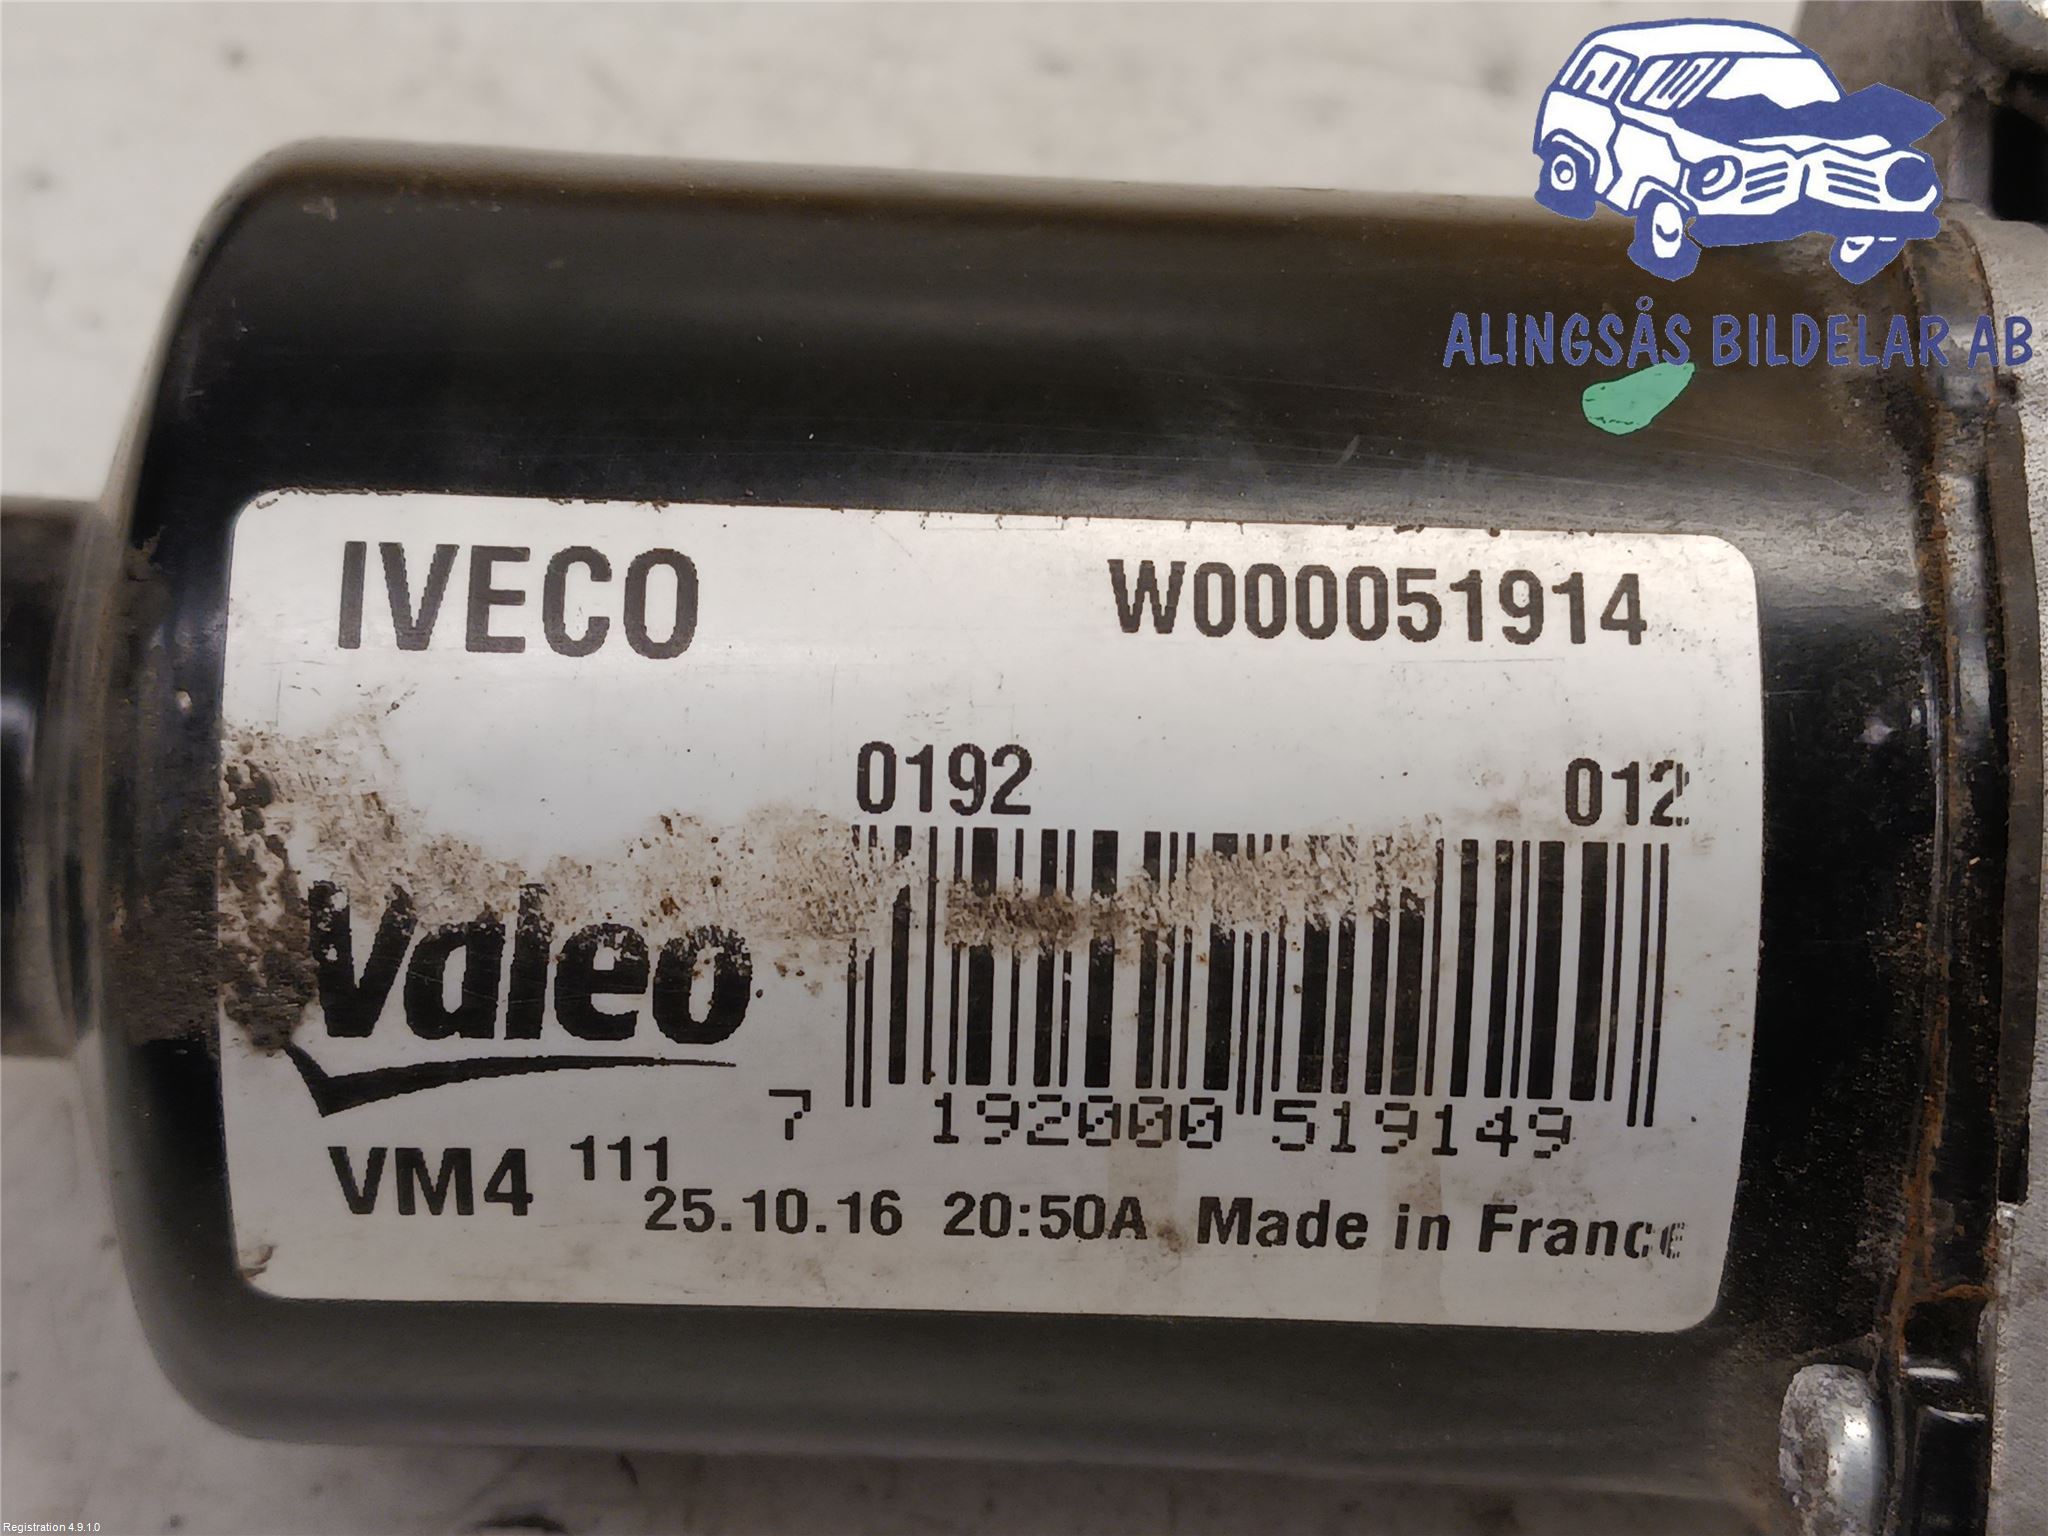 ALINGSÅS BILDELAR AB
IVECO W000051914
0192 012
Valeo
7 192000 519149
VM4 111
25.10.16 20:50A Made in France
Registration 4.9.1.0